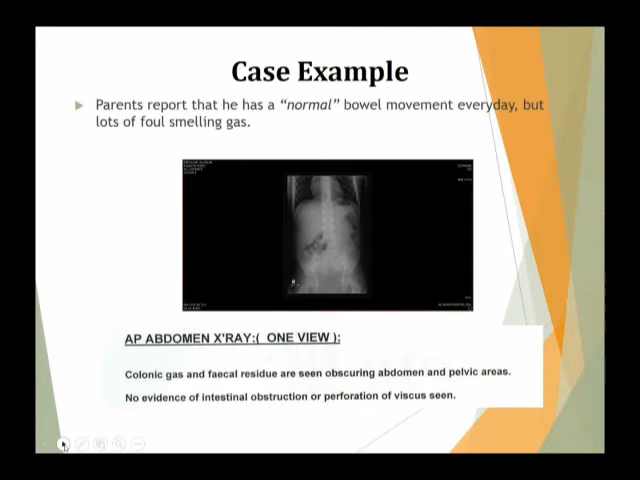 Case Example
Parents report that he has a “normal” bowel movement everyday, but
lots of foul smelling gas.
AP ABDOMEN X'RAY:( ONE VIEW ):
Colonic gas and faecal residue are seen obscuring abdomen and pelvic areas.
No evidence of intestinal obstruction or perforation of viscus seen.